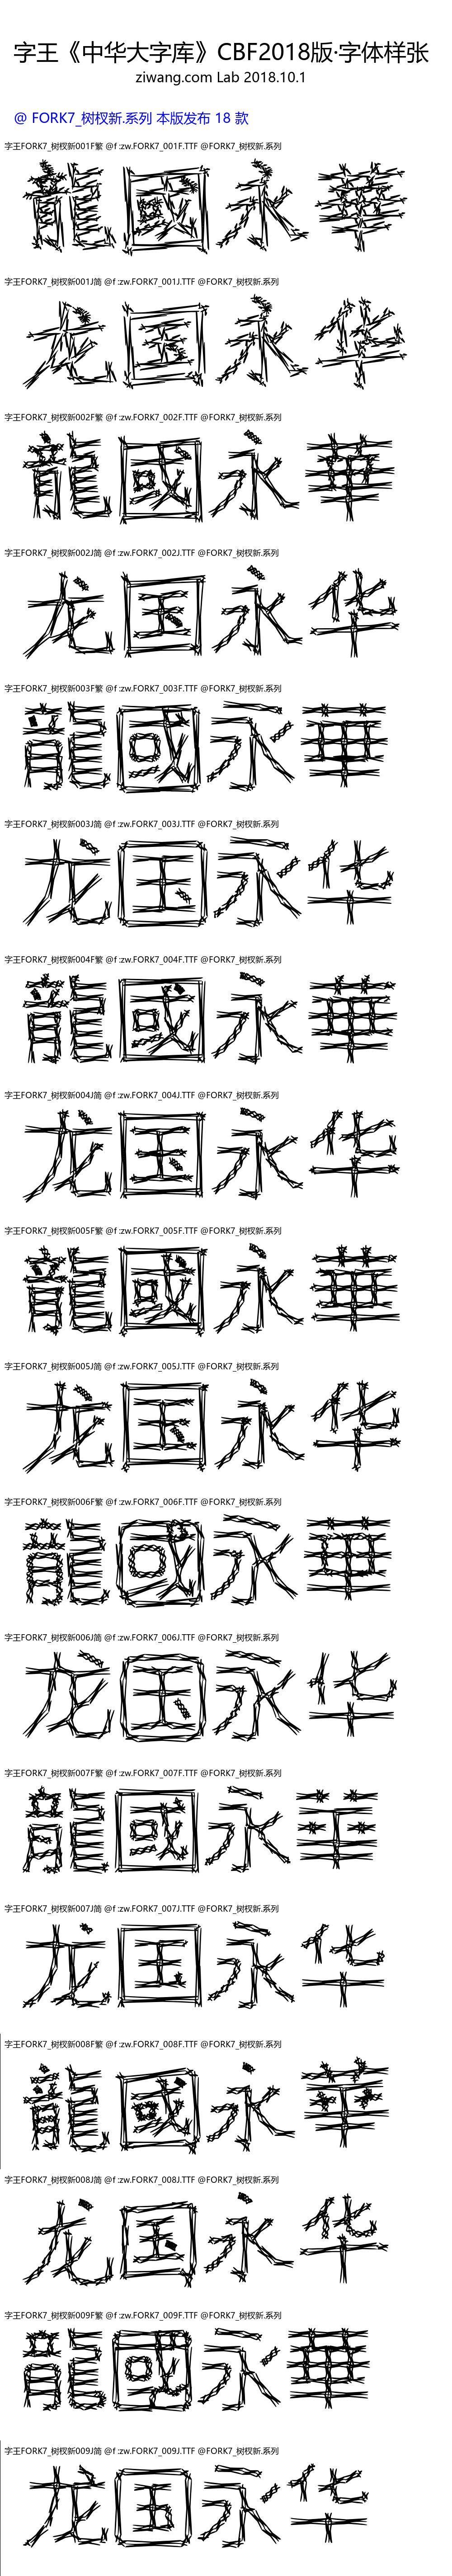 字王《中华大字库》CBF2018版·字体样张
ziwang.com Lab 2018.10.1
@ FORK7_树杈新.系列 本版发布 18 款
字王FORK7_树杈新001F繁 @f :zw.FORK7_001F.TTF @FORK7_树杈新.系列
龍國永華
字王FORK7_树杈新001J简 @f :zw.FORK7_001J.TTF @FORK7_树杈新.系列
龙国永华
字王FORK7_树杈新002F繁 @f :zw.FORK7_002F.TTF @FORK7_树杈新.系列
龍國永華
字王FORK7_树杈新002J简 @f :zw.FORK7_002J.TTF @FORK7_树杈新.系列
龙国永华
字王FORK7_树杈新003F繁 @f :zw.FORK7_003F.TTF @FORK7_树杈新.系列
龍國永華
字王FORK7_树杈新003J简 @f :zw.FORK7_003J.TTF @FORK7_树杈新.系列
龙国永华
字王FORK7_树杈新004F繁 @f :zw.FORK7_004F.TTF @FORK7_树杈新.系列
龍國永華
字王FORK7_树杈新004J简 @f :zw.FORK7_004J.TTF @FORK7_树杈新.系列
龙国永华
字王FORK7_树杈新005F繁 @f :zw.FORK7_005F.TTF @FORK7_树杈新.系列
龍國永華
字王FORK7_树杈新005J简 @f :zw.FORK7_005J.TTF @FORK7_树杈新.系列
龙国永华
字王FORK7_树杈新006F繁 @f :zw.FORK7_006F.TTF @FORK7_树杈新.系列
龍國永華
字王FORK7_树杈新006J简 @f :zw.FORK7_006J.TTF @FORK7_树杈新.系列
龙国永华
字王FORK7_树杈新007F繁 @f :zw.FORK7_007F.TTF @FORK7_树杈新.系列
龍國永華
字王FORK7_树杈新007J简 @f :zw.FORK7_007J.TTF @FORK7_树杈新.系列
龙国永华
字王FORK7_树杈新008F繁 @f :zw.FORK7_008F.TTF @FORK7_树杈新.系列
龍國永華
字王FORK7_树杈新008J简 @f :zw.FORK7_008J.TTF @FORK7_树杈新.系列
龙国永华
字王FORK7_树杈新009F繁 @f :zw.FORK7_009F.TTF @FORK7_树杈新.系列
龍國永華
字王FORK7_树杈新009J简 @f :zw.FORK7_009J.TTF @FORK7_树杈新.系列
龙国永华